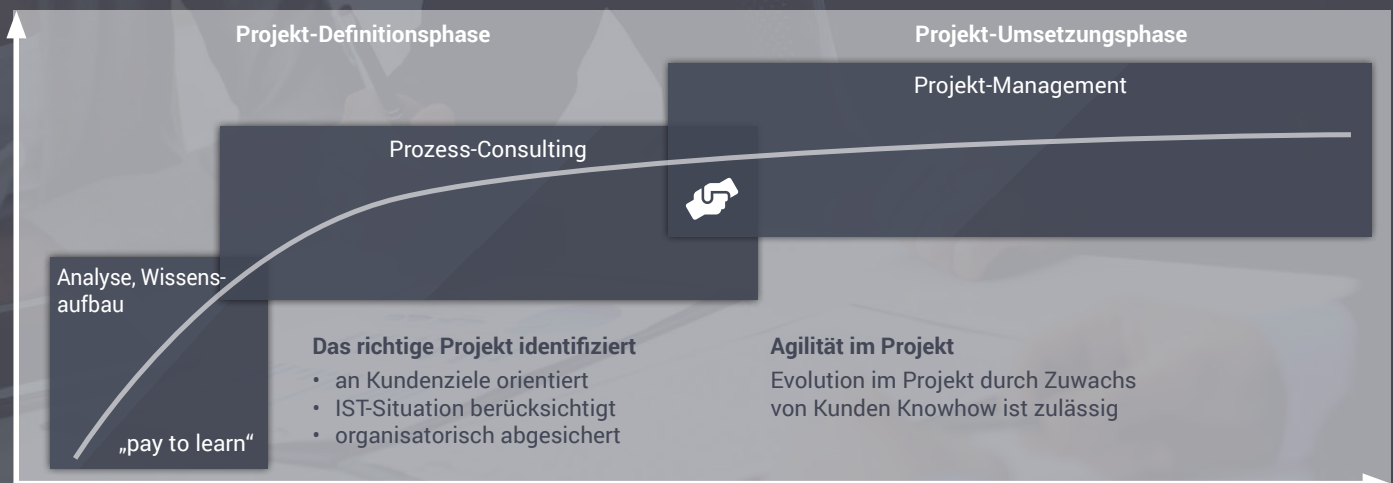 Projekt-Definitionsphase
Projekt-Umsetzungsphase
Projekt-Management
Prozess-Consulting
Analyse, Wissens-
aufbau
„pay to learn“
Das richtige Projekt identifiziert
• an Kundenziele orientiert
• IST-Situation berücksichtigt
• organisatorisch abgesichert
Agilität im Projekt
Evolution im Projekt durch Zuwachs
von Kunden Knowhow ist zulässig